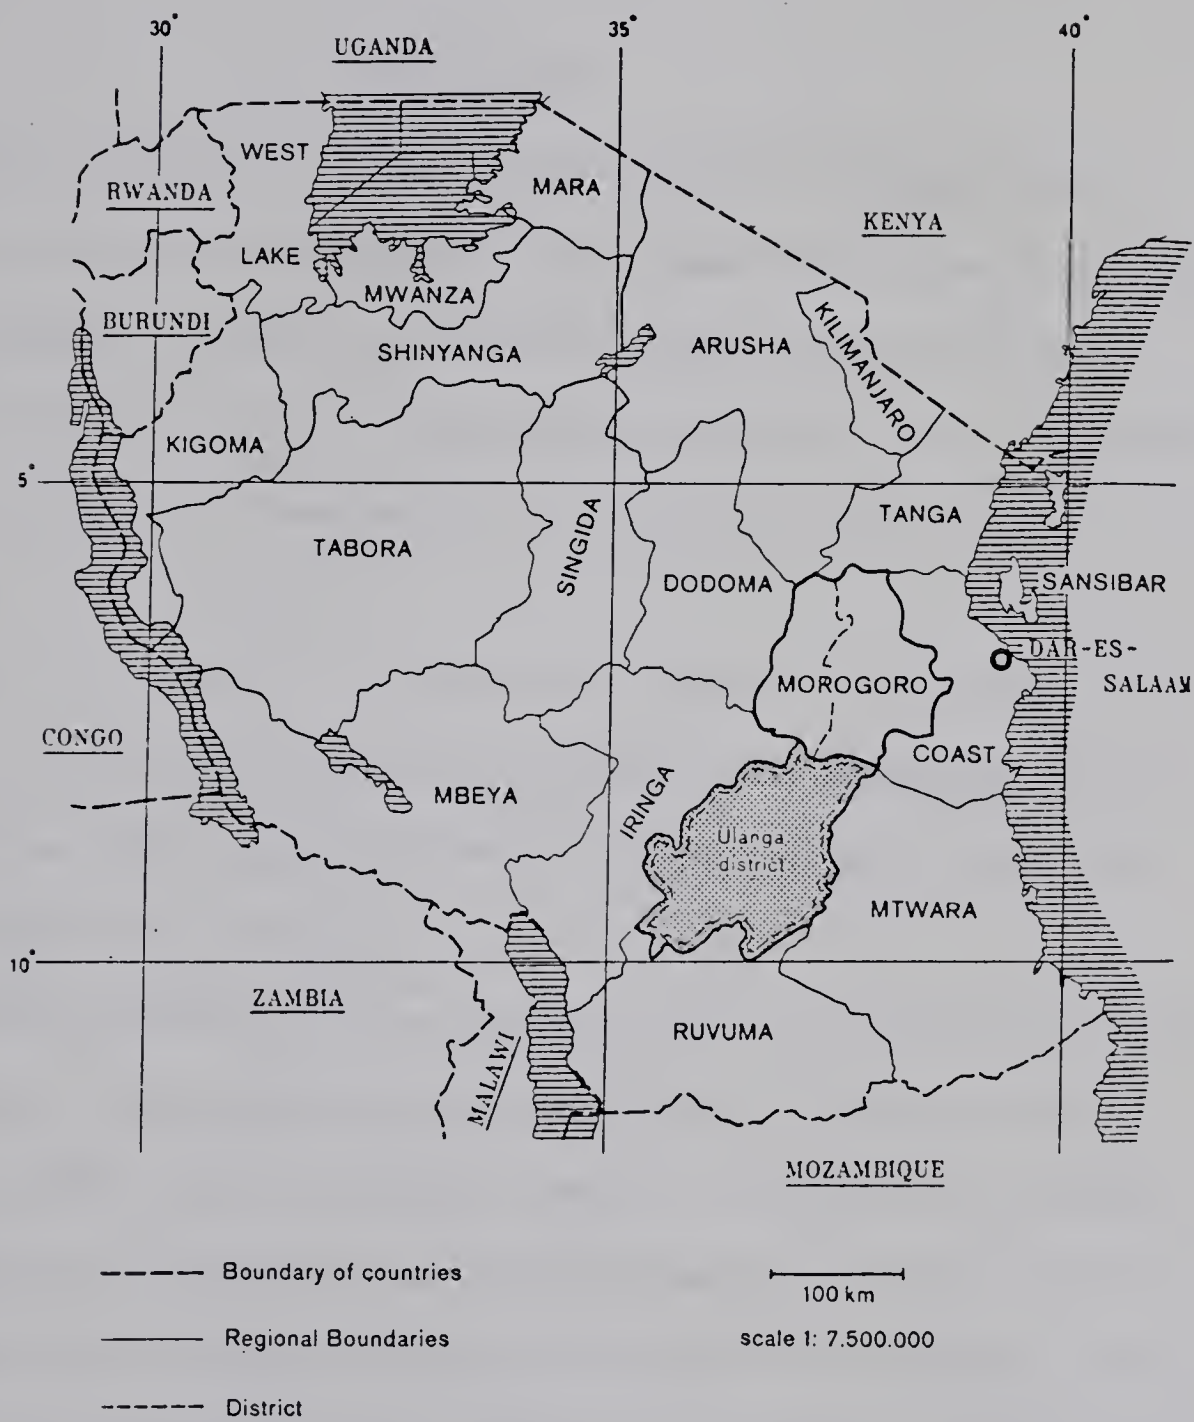 30°
35°
40°
UGANDA
WEST
RWANDA
MARA
KENYA
LAKE
MWANZA
BURUNDI
KILIMANJARO
SHINYANGA
ARUSHA
KIGOMA
5°
TANGA
TABORA
SINGIDA
DODOMA
SANSIBAR
DAR-ES-
SALAAM
MOROGORO
CONGO
COAST
MBEYA
IRINGA
Ulanga
district
MTWARA
10°
ZAMBIA
RUVUMA
MALAWI
MOZAMBIQUE
Boundary of countries
100 km
Regional Boundaries
scale 1: 7.500.000
District